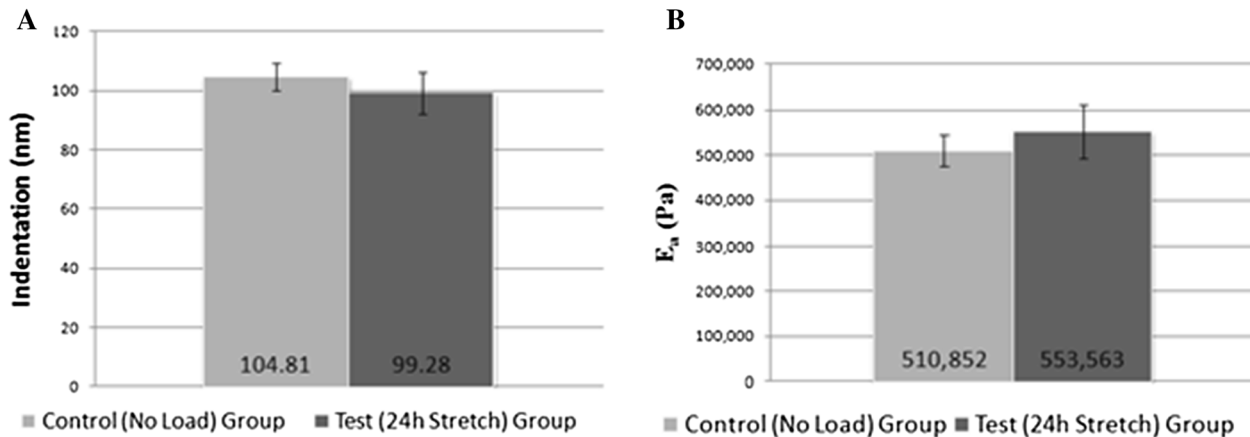 A
Indentation (nm)
120
100
80
60
40
20
0
104.81
99.28
Control (No Load) Group
Test (24h Stretch) Group
B
Ea (Pa)
700,000
600,000
500,000
400,000
300,000
200,000
100,000
0
510,852
553,563
Control (No Load) Group
Test (24h Stretch) Group